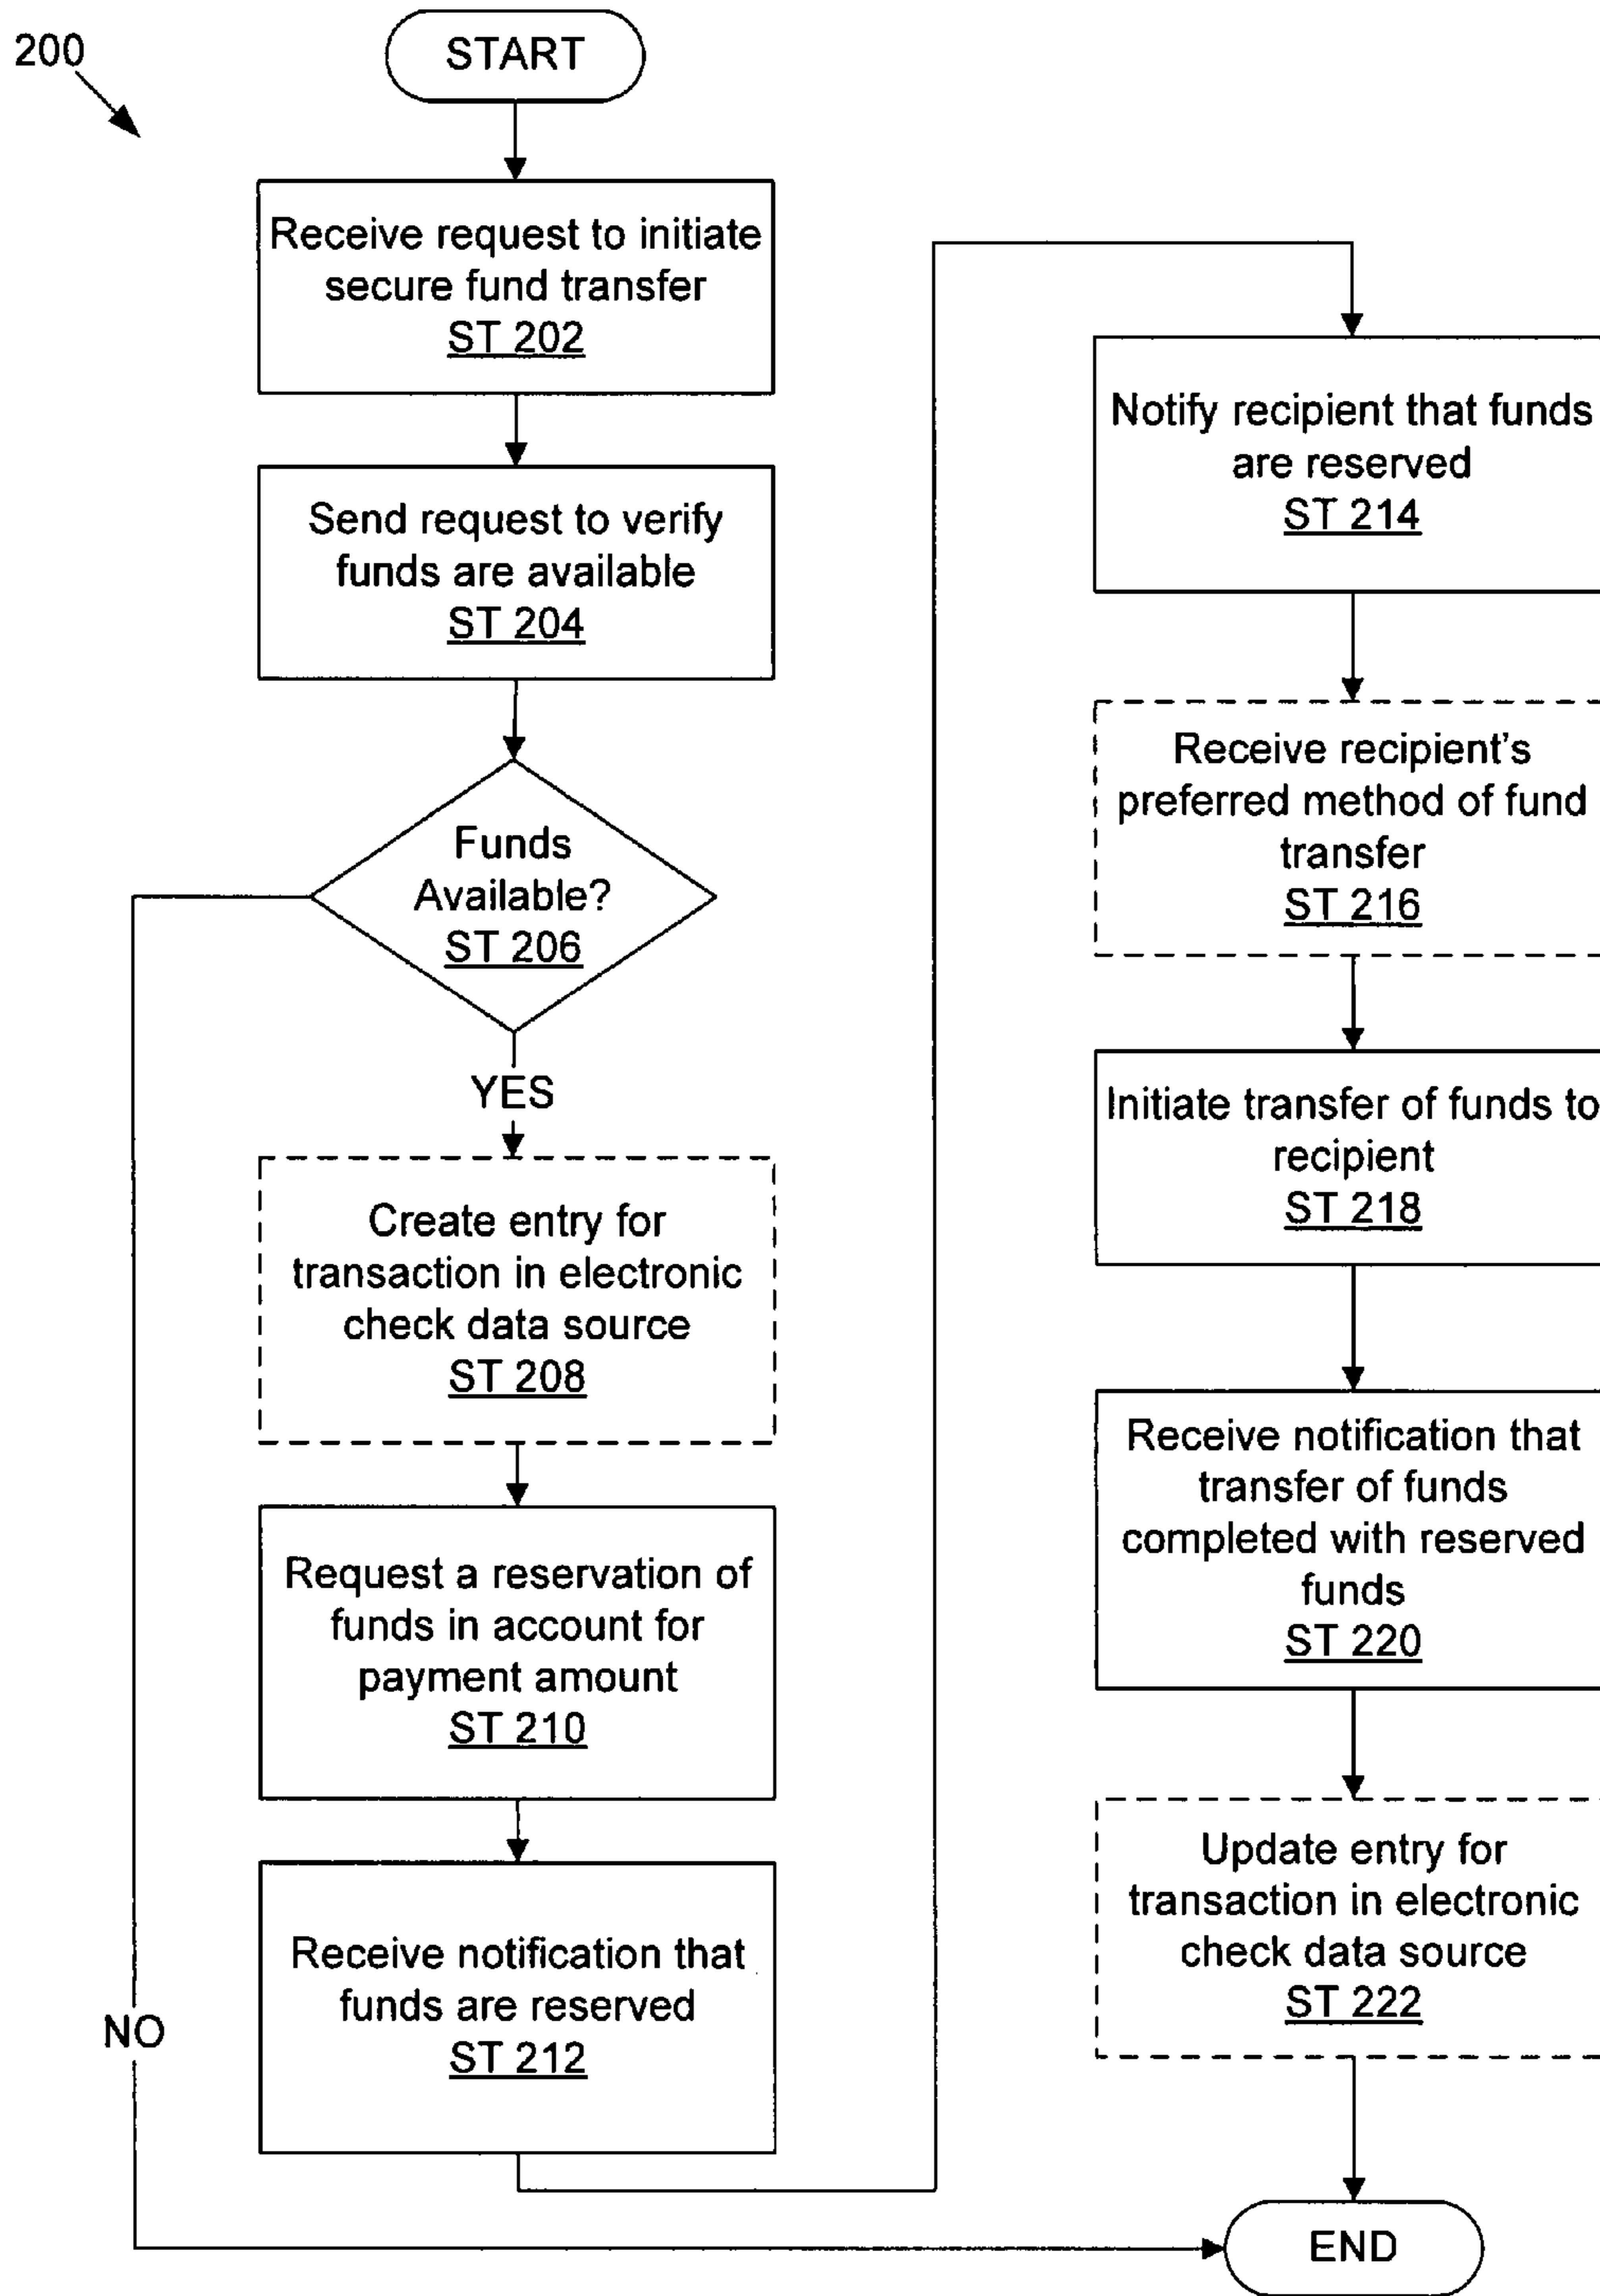 200
START
Receive request to initiate
secure fund transfer
ST 202
Send request to verify
funds are available
ST 204
Funds
Available?
ST 206
YES
Create entry for
transaction in electronic
check data source
ST 208
Request a reservation of
funds in account for
payment amount
ST 210
Receive notification that
funds are reserved
ST 212
NO
Notify recipient that funds
are reserved
ST 214
Receive recipient's
preferred method of fund
transfer
ST 216
Initiate transfer of funds to
recipient
ST 218
Receive notification that
transfer of funds
completed with reserved
funds
ST 220
Update entry for
transaction in electronic
check data source
ST 222
END